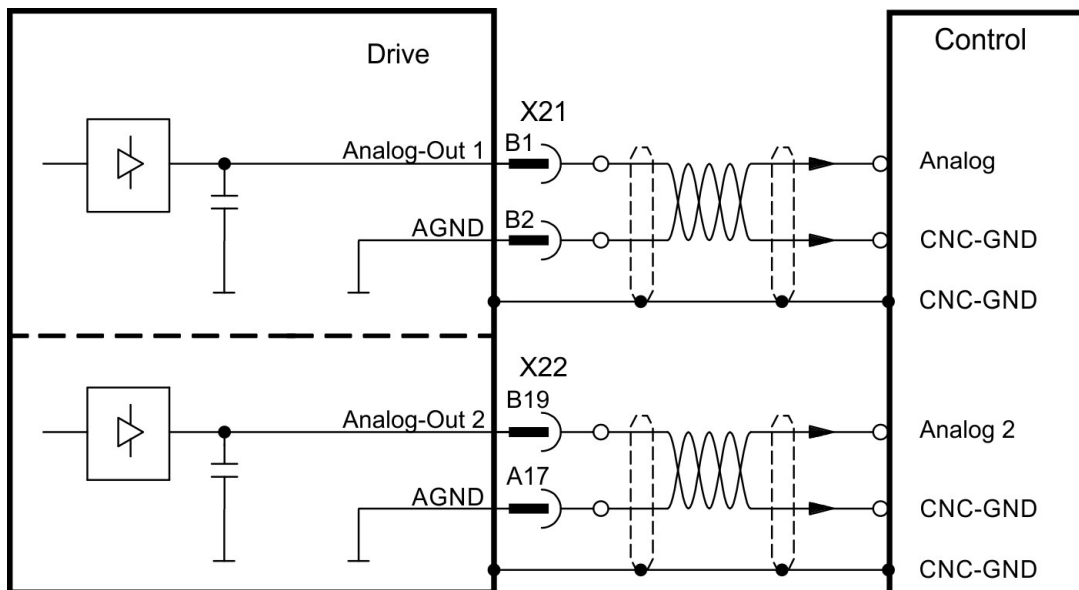 Drive
Control
X21
Analog-Out 1
B1
Analog
AGND
B2
CNC-GND
CNC-GND
X22
Analog-Out 2
B19
Analog 2
AGND
A17
CNC-GND
CNC-GND